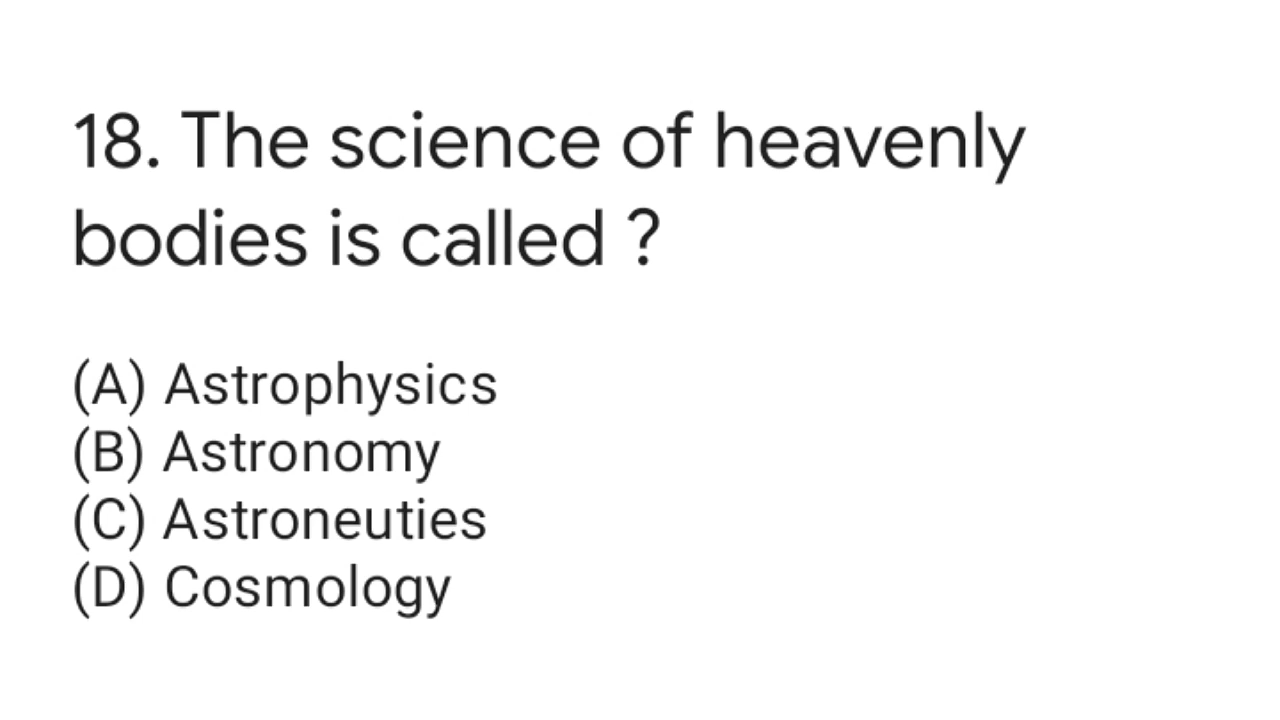 18. The science of heavenly
bodies is called ?
(A) Astrophysics
(B) Astronomy
(C) Astroneuties
(D) Cosmology